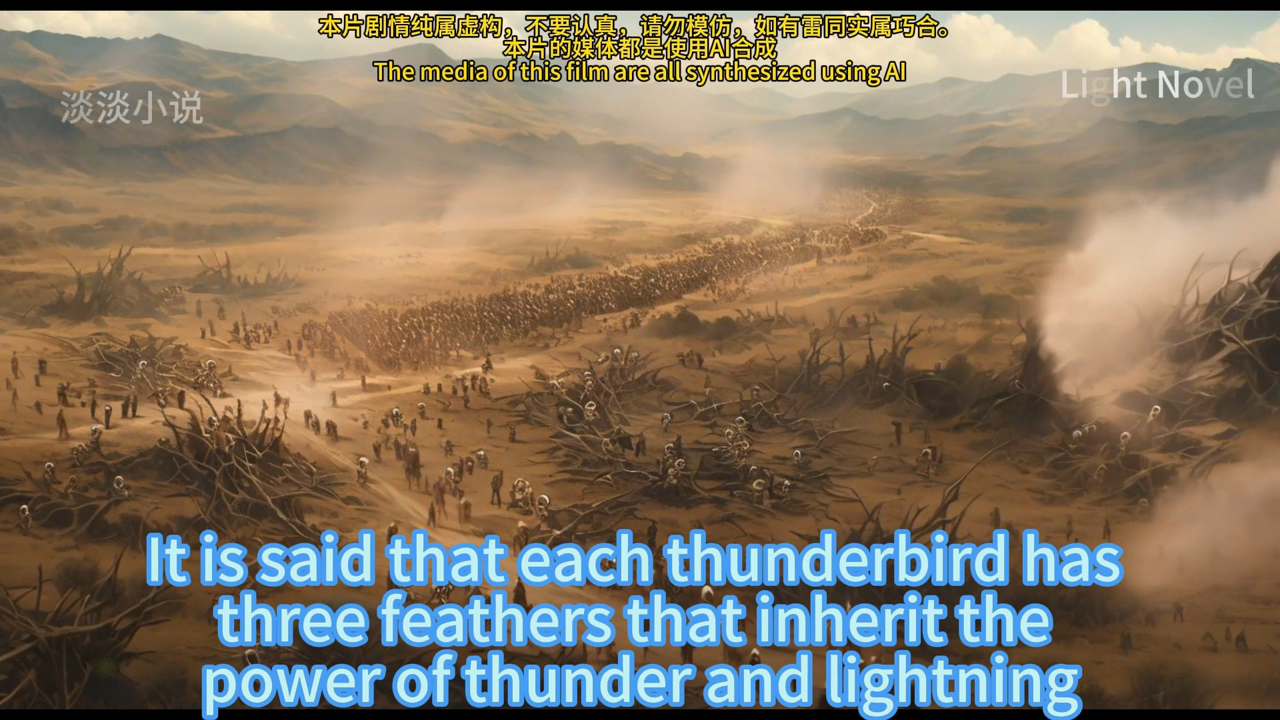 本片剧情纯属虚构，不要认真，请勿模仿，如有雷同实属巧合。
本片的媒体都是使用AI合成
The media of this film are all synthesized using AI
淡淡小说
Light Novel
It is said that each thunderbird has
three feathers that inherit the
power of thunder and lightning